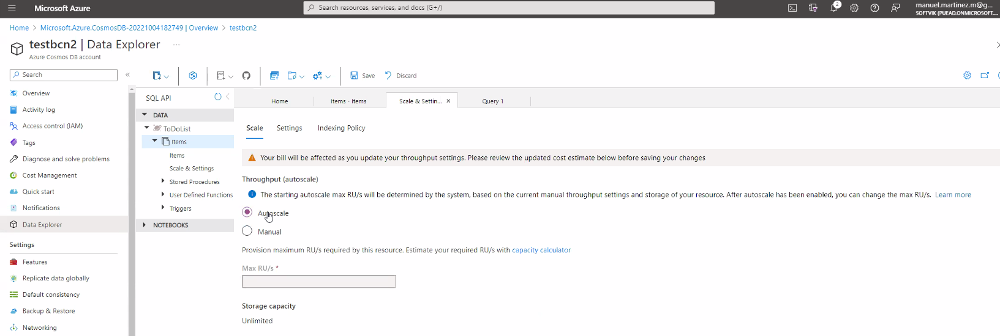 Microsoft Azure
Search resources, services, and docs (G+/)
2
manuel.martinez.m@g...
SOFTVIK (PUEAD.ONMICROSOFT....
Home > Microsoft.Azure.CosmosDB-20221004182749 | Overview > testbcn2
testbcn2 | Data Explorer ...
Azure Cosmos DB account
Search
Save
Discard
Overview
Activity log
Access control (IAM)
Tags
Diagnose and solve problems
Cost Management
Quick start
Notifications
Data Explorer
Settings
Features
Replicate data globally
Default consistency
Backup & Restore
Networking
SQL API
DATA
ToDoList
Items
Items
Scale & Settings
Stored Procedures
User Defined Functions
Triggers
NOTEBOOKS
Home
Items - Items
Scale & Settin...
Query 1
Scale
Settings
Indexing Policy
Your bill will be affected as you update your throughput settings. Please review the updated cost estimate below before saving your changes
Throughput (autoscale)
The starting autoscale max RU/s will be determined by the system, based on the current manual throughput settings and storage of your resource. After autoscale has been enabled, you can change the max RU/s. Learn more
Autoscale
Manual
Provision maximum RU/s required by this resource. Estimate your required RU/s with capacity calculator
Max RU/s *
Storage capacity
Unlimited